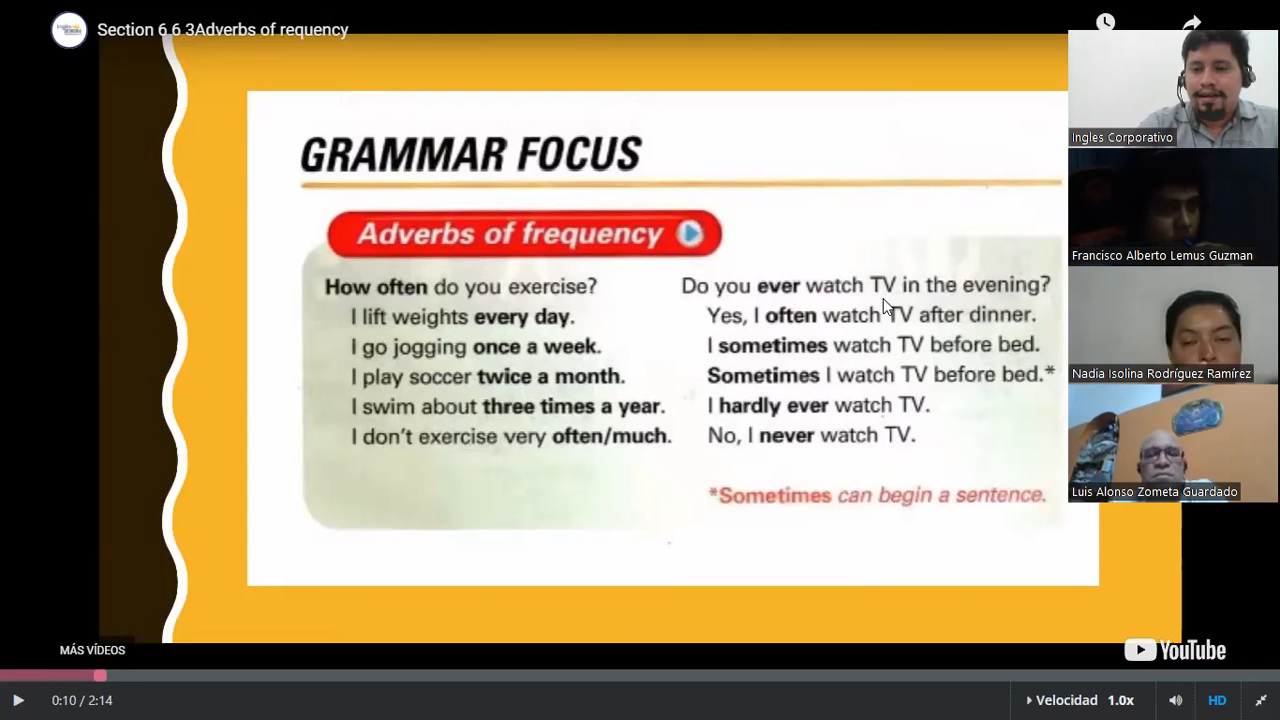 Section 6 6 3Adverbs of requency
Ingles Corporativo
GRAMMAR FOCUS
Adverbs of frequency
How often do you exercise?
I lift weights every day.
I go jogging once a week.
I play soccer twice a month.
I swim about three times a year.
I don't exercise very often/much.
Do you ever watch TV in the evening?
Yes, I often watch TV after dinner.
I sometimes watch TV before bed.
Sometimes I watch TV before bed.*
I hardly ever watch TV.
No, I never watch TV.
*Sometimes can begin a sentence.
Francisco Alberto Lemus Guzman
Nadia Isolina Rodríguez Ramírez
Luis Alonso Zometa Guardado
MÁS VÍDEOS
YouTube
0:10 / 2:14
Velocidad 1.0x
HD